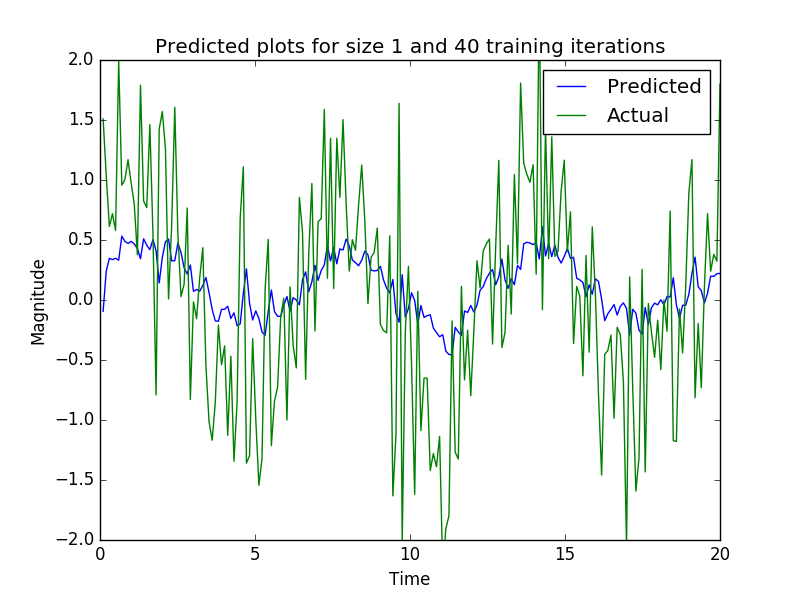 Predicted plots for size 1 and 40 training iterations
2.0
1.5
1.0
0.5
0.0
−0.5
−1.0
−1.5
−2.0
Magnitude
Predicted
Actual
0 5 10 15 20
Time